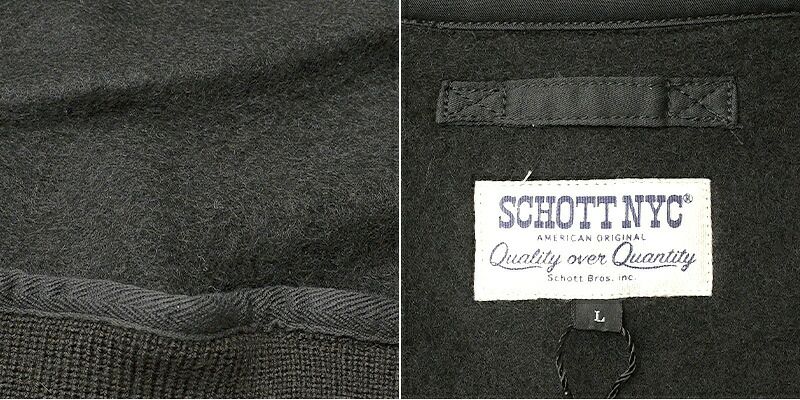 SCHOTT NYC®
AMERICAN ORIGINAL
Quality over Quantity
Schott Bros. inc.
L